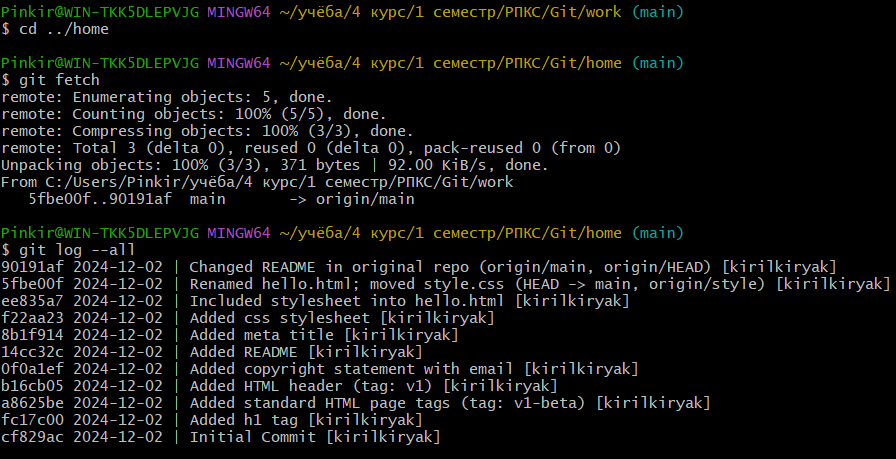 Pinkir@WIN-TKK5DLEPVJG MINGW64 ~/учёба/4 курс/1 семестр/РПКС/Git/work (main)
$ cd ../home
Pinkir@WIN-TKK5DLEPVJG MINGW64 ~/учёба/4 курс/1 семестр/РПКС/Git/home (main)
$ git fetch
remote: Enumerating objects: 5, done.
remote: Counting objects: 100% (5/5), done.
remote: Compressing objects: 100% (3/3), done.
remote: Total 3 (delta 0), reused 0 (delta 0), pack-reused 0 (from 0)
Unpacking objects: 100% (3/3), 371 bytes | 92.00 KiB/s, done.
From C:/Users/Pinkir/учёба/4 курс/1 семестр/РПКС/Git/work
   5fbe00f..90191af  main       -> origin/main
Pinkir@WIN-TKK5DLEPVJG MINGW64 ~/учёба/4 курс/1 семестр/РПКС/Git/home (main)
$ git log --all
90191af 2024-12-02 | Changed README in original repo (origin/main, origin/HEAD) [kirilkiryak]
5fbe00f 2024-12-02 | Renamed hello.html; moved style.css (HEAD -> main, origin/style) [kirilkiryak]
ee835a7 2024-12-02 | Included stylesheet into hello.html [kirilkiryak]
f22aa23 2024-12-02 | Added css stylesheet [kirilkiryak]
8b1f914 2024-12-02 | Added meta title [kirilkiryak]
14cc32c 2024-12-02 | Added README [kirilkiryak]
0f0a1ef 2024-12-02 | Added copyright statement with email [kirilkiryak]
b16cb05 2024-12-02 | Added HTML header (tag: v1) [kirilkiryak]
a8625be 2024-12-02 | Added standard HTML page tags (tag: v1-beta) [kirilkiryak]
fc17c00 2024-12-02 | Added h1 tag [kirilkiryak]
cf829ac 2024-12-02 | Initial Commit [kirilkiryak]